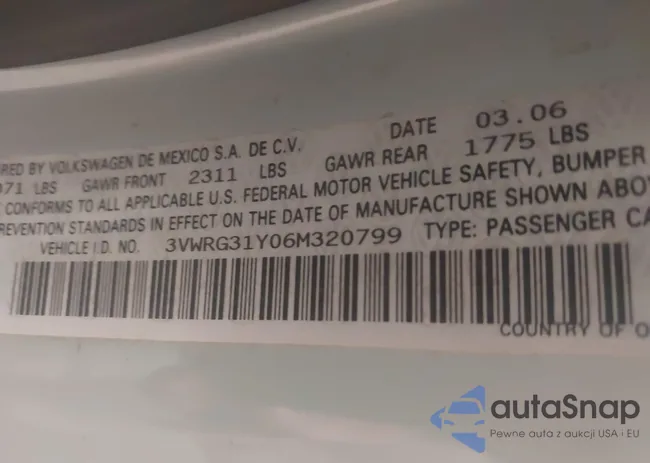 RED BY VOLKSWAGEN DE MEXICO S.A. DE C.V. DATE 03.06
071 LBS GAWR FRONT 2311 LBS GAWR REAR 1775 LBS
CONFORMS TO ALL APPLICABLE U.S. FEDERAL MOTOR VEHICLE SAFETY, BUMPER
REVENTION STANDARDS IN EFFECT ON THE DATE OF MANUFACTURE SHOWN ABO
VEHICLE I.D. NO. 3VWRG31Y06M320799 TYPE: PASSENGER CA
COUNTRY OF O
autaSnap
Pewne auta z aukcji USA i EU